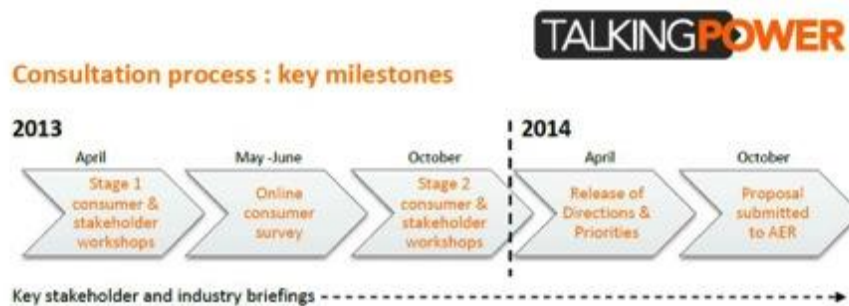 TALKINGPOWER
Consultation process : key milestones
2013
2014
April
May -June
October
April
October
Stage 1
consumer &
stakeholder
workshops
Online
consumer
survey
Stage 2
consumer &
stakeholder
workshops
Release of
Directions &
Priorities
Proposal
submitted
to AER
Key stakeholder and industry briefings